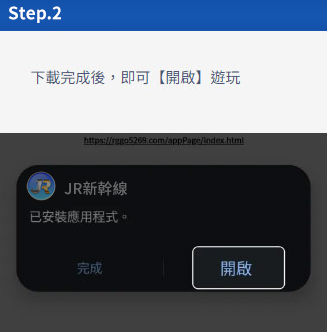 Step.2
下載完成後，即可【開啟】遊玩
https://rggo5269.com/appPage/index.html
JR新幹線
已安裝應用程式。
完成
開啟